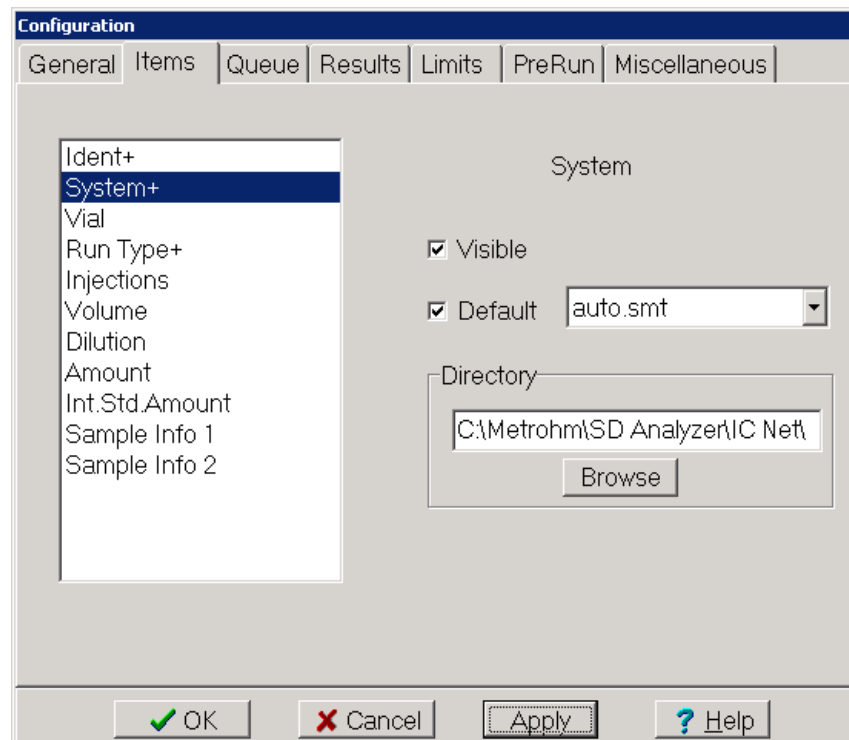 Configuration
General Items Queue Results Limits PreRun Miscellaneous
Ident+
System+
Vial
Run Type+
Injections
Volume
Dilution
Amount
Int.Std.Amount
Sample Info 1
Sample Info 2
System
Visible
Default auto.smt
Directory
C:\Metrohm\SD Analyzer\IC Net\
Browse
OK Cancel Apply ? Help